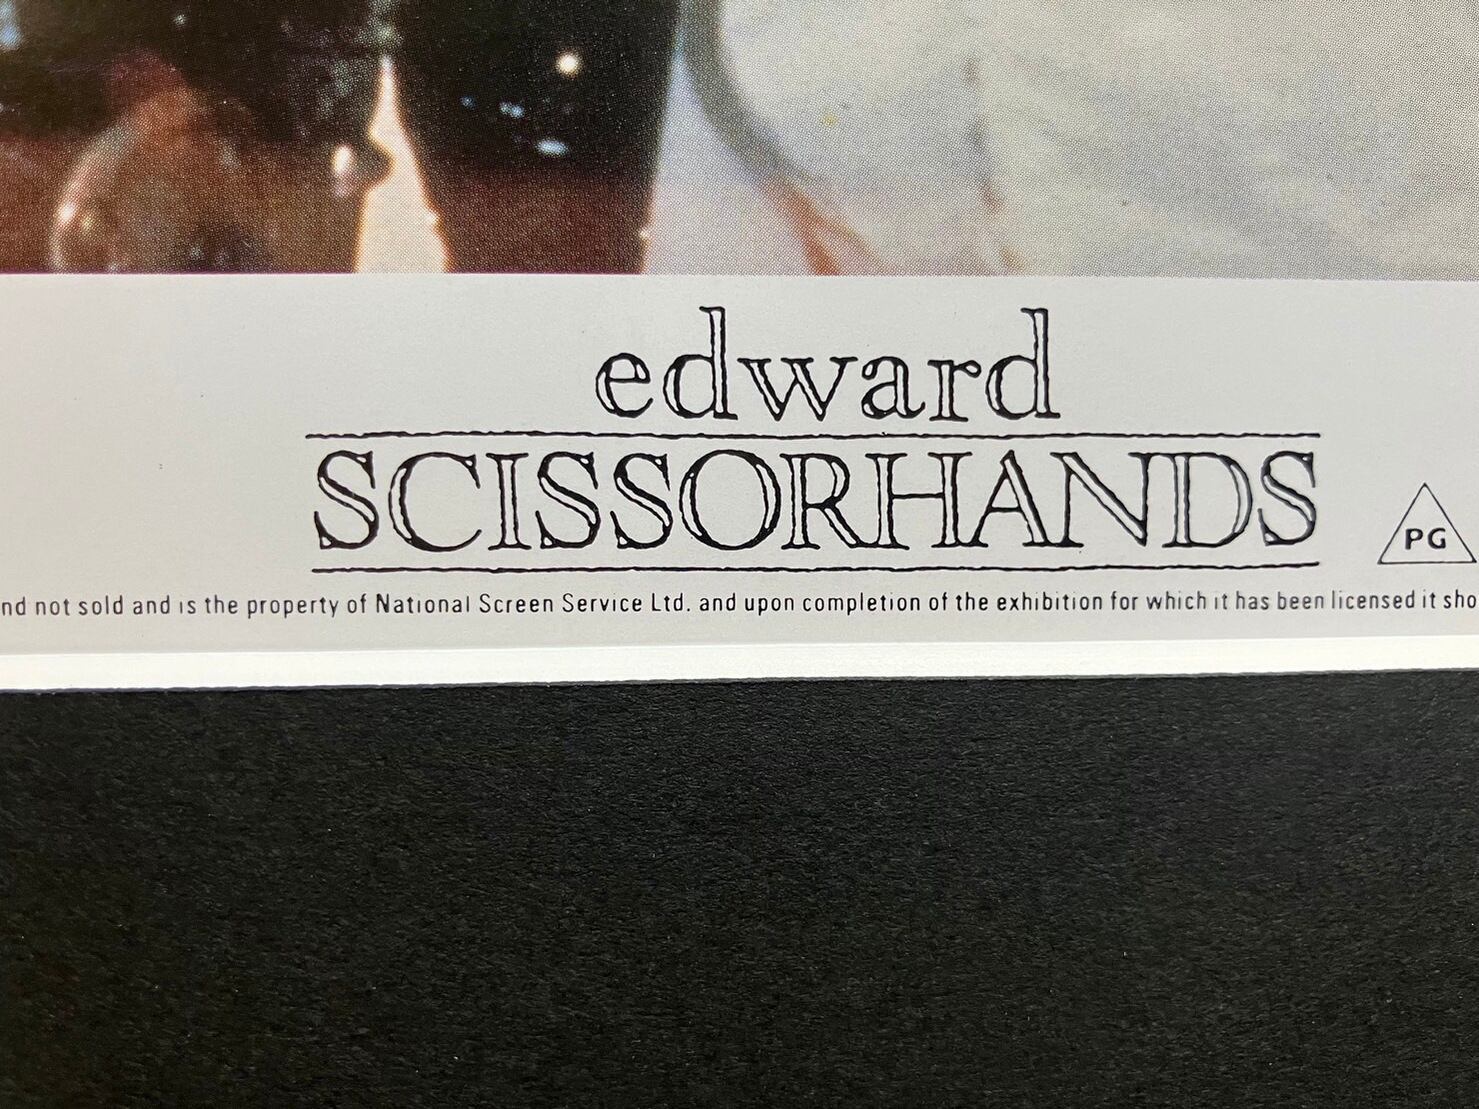 edward
SCISSORHANDS
PG
nd not sold and is the property of National Screen Service Ltd. and upon completion of the exhibition for which it has been licensed it sho